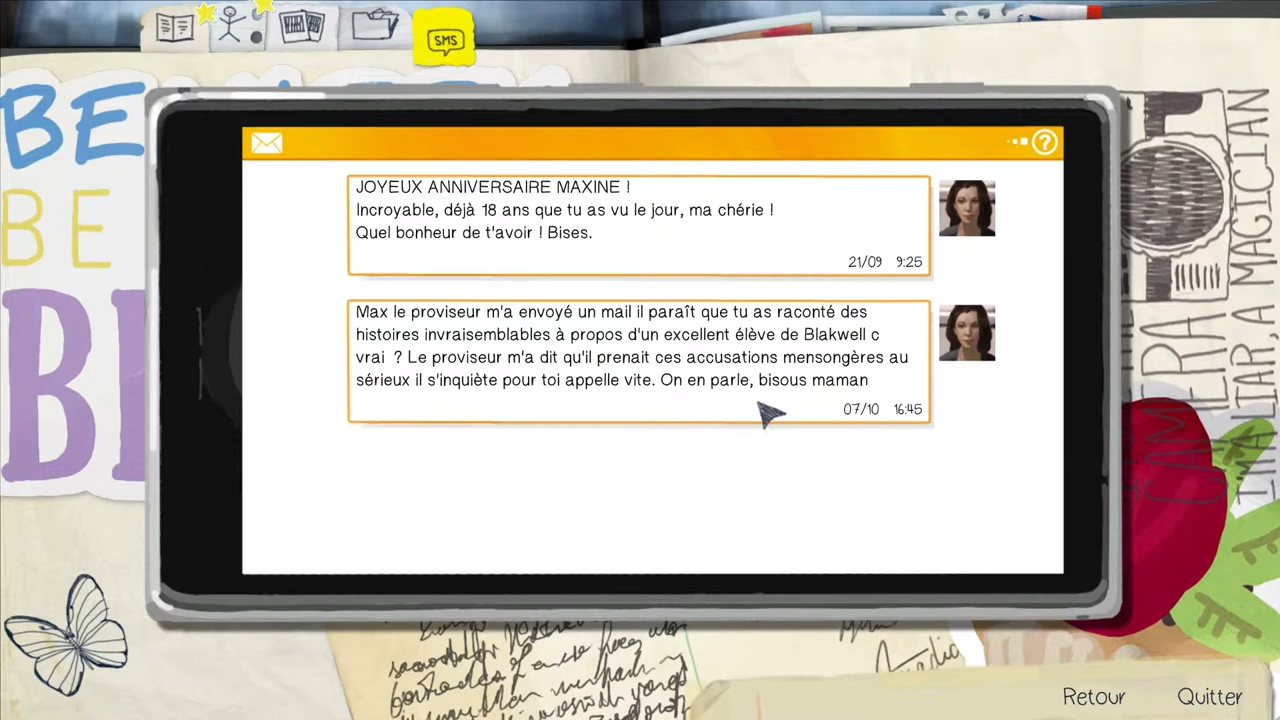 SMS
BE
BE
JOYEUX ANNIVERSAIRE MAXINE !
Incroyable, déjà 18 ans que tu as vu le jour, ma chérie !
Quel bonheur de t'avoir ! Bises.
21/09 9:25
Max le proviseur m'a envoyé un mail il paraît que tu as raconté des
histoires invraisemblables à propos d'un excellent élève de Blakwell c
vrai ? Le proviseur m'a dit qu'il prenait ces accusations mensongères au
sérieux il s'inquiète pour toi appelle vite. On en parle, bisous maman
07/10 16:45
MAGICIAN
Retour
Quitter